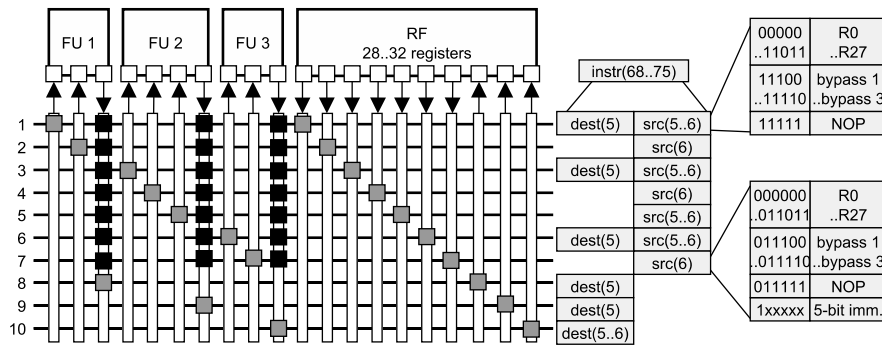 FU 1
FU 2
FU 3
RF
28..32 registers
instr(68..75)
1
2
3
4
5
6
7
8
9
10
dest(5) src(5..6)
src(6)
dest(5) src(5..6)
src(6)
src(5..6)
dest(5) src(5..6)
src(6)
dest(5)
dest(5)
dest(5..6)
00000 R0
..11011 ..R27
11100 bypass 1
..11110 ..bypass 3
11111 NOP
000000 R0
..011011 ..R27
011100 bypass 1
..011110 ..bypass 3
011111 NOP
1xxxxx 5-bit imm.